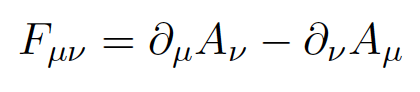 F_{μν} = ∂_μ A_ν − ∂_ν A_μ